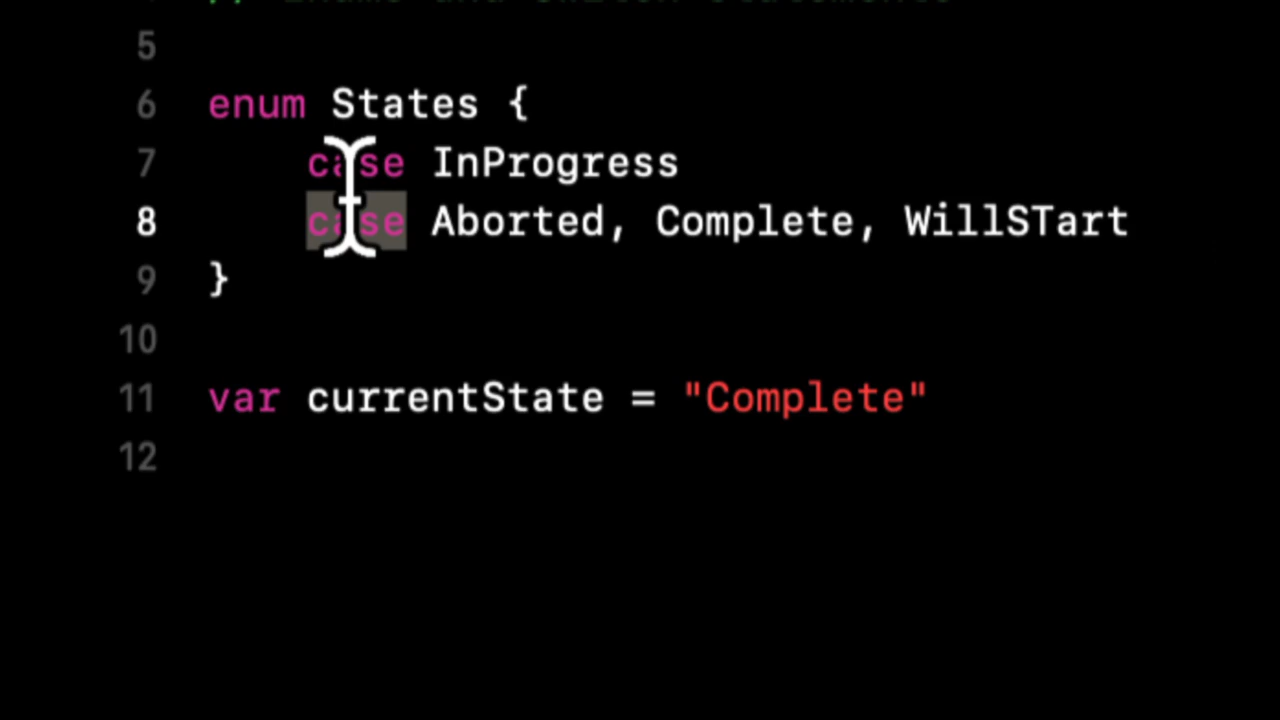 5
6 enum States {
7 case InProgress
8 case Aborted, Complete, WillSTart
9 }
10
11 var currentState = "Complete"
12